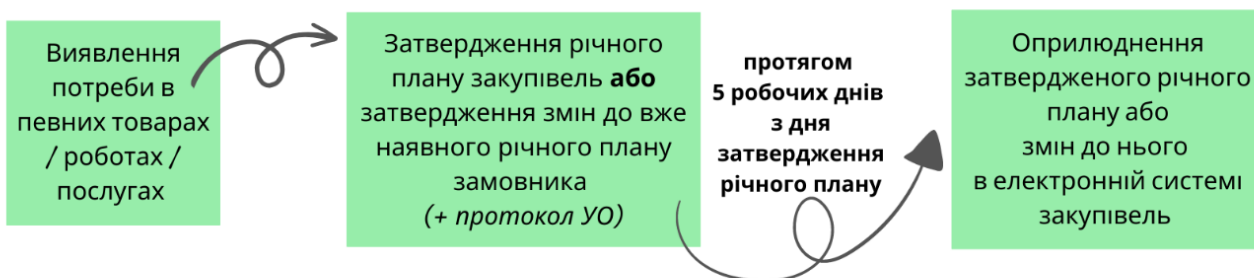 Виявлення
потреби в
певних товарах
/ роботах /
послугах
Затвердження річного
плану закупівель або
затвердження змін до вже
наявного річного плану
замовника
(+ протокол УО)
протягом
5 робочих днів
з дня
затвердження
річного плану
Оприлюднення
затвердженого річного
плану або
змін до нього
в електронній системі
закупівель